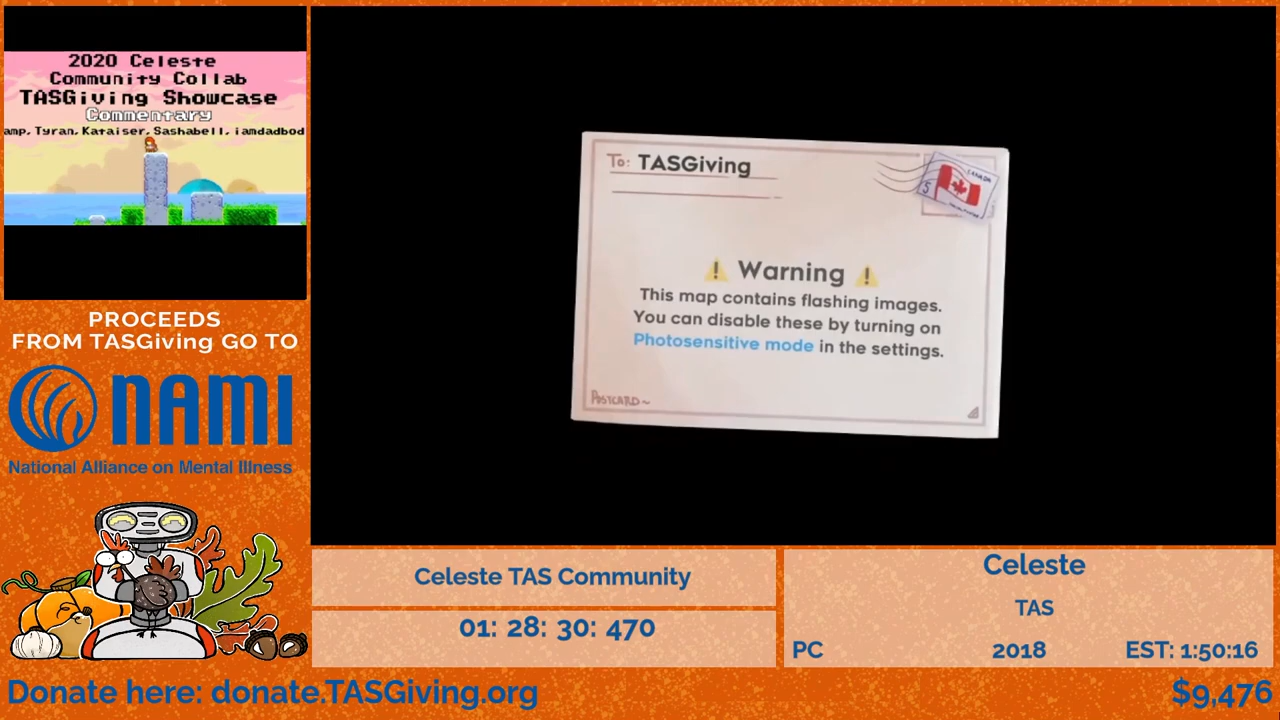 2020 Celeste
Community Collab
TASGiving Showcase
Commentary
amp, Tyran, Kataiser, Sashabell, iamdadbod
PROCEEDS
FROM TASGiving GO TO
NAMI
National Alliance on Mental Illness
To: TASGiving
CANADA
5
Warning
This map contains flashing images.
You can disable these by turning on
Photosensitive mode in the settings.
POSTCARD~
Celeste TAS Community
01: 28: 30: 470
Celeste
TAS
PC 2018 EST: 1:50:16
Donate here: donate.TASGiving.org
$9,476